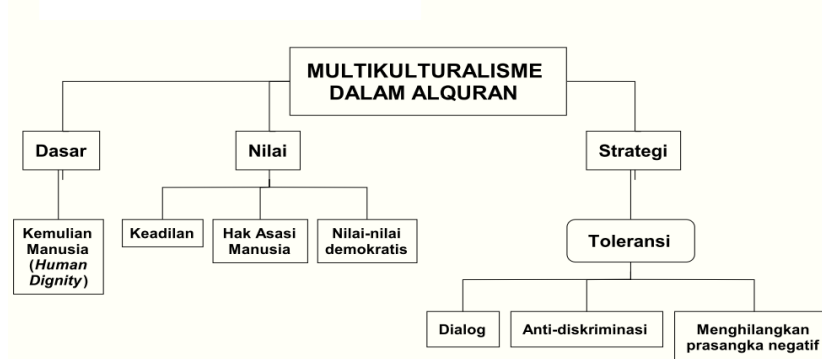 MULTIKULTURALISME
DALAM ALQURAN
Dasar
Nilai
Strategi
Kemulian
Manusia
(Human
Dignity)
Keadilan
Hak Asasi
Manusia
Nilai-nilai
demokratis
Toleransi
Dialog
Anti-diskriminasi
Menghilangkan
prasangka negatif